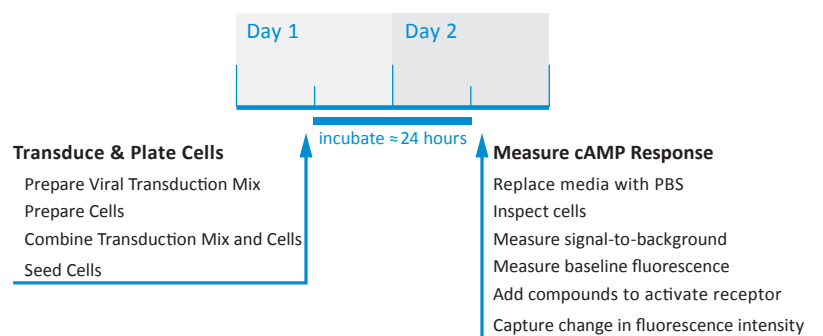 Day 1
Day 2
incubate ≈ 24 hours
Transduce & Plate Cells
Prepare Viral Transduction Mix
Prepare Cells
Combine Transduction Mix and Cells
Seed Cells
Measure cAMP Response
Replace media with PBS
Inspect cells
Measure signal-to-background
Measure baseline fluorescence
Add compounds to activate receptor
Capture change in fluorescence intensity